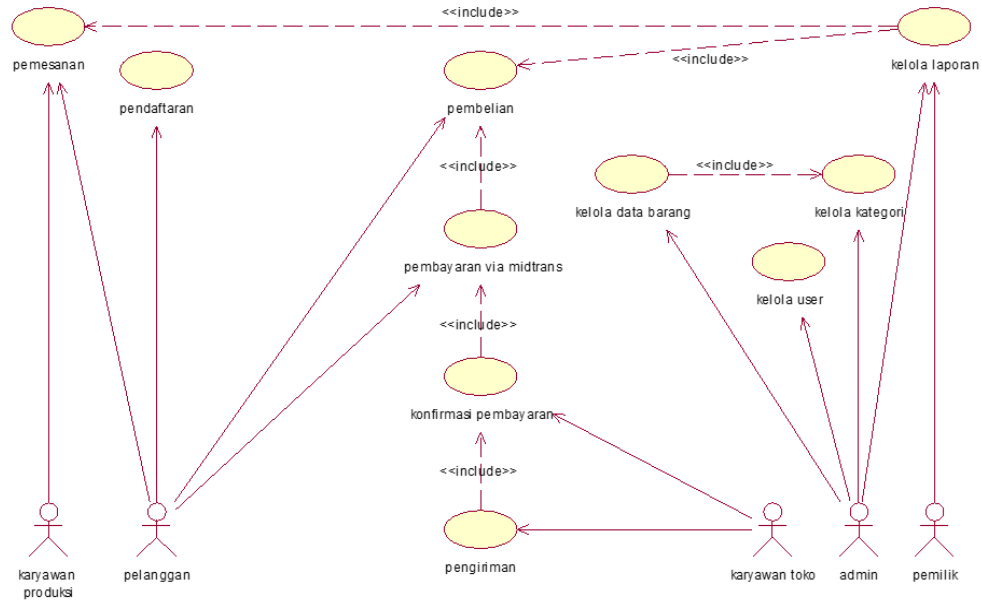 <<include>>
pemesanan
<<include>>
kelola laporan
pendaftaran
pembelian
<<include>>
<<include>>
kelola data barang
kelola kategori
pembayaran via midtrans
kelola user
<<include>>
konfirmasi pembayaran
<<include>>
pengiriman
karyawan
produksi
pelanggan
karyawan toko
admin
pemilik